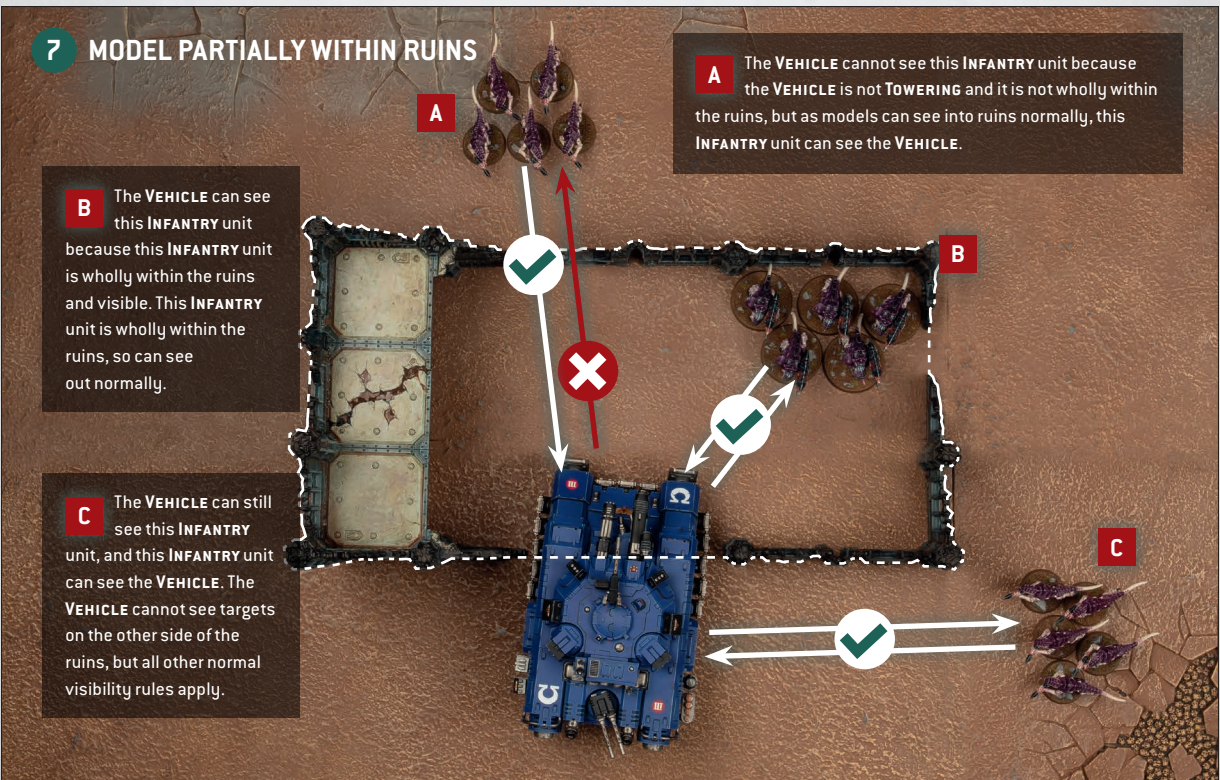 7 MODEL PARTIALLY WITHIN RUINS
A
A The VEHICLE cannot see this INFANTRY unit because
the VEHICLE is not TOWERING and it is not wholly within
the ruins, but as models can see into ruins normally, this
INFANTRY unit can see the VEHICLE.
B The VEHICLE can see
this INFANTRY unit
because this INFANTRY unit
is wholly within the ruins
and visible. This INFANTRY
unit is wholly within the
ruins, so can see
out normally.
B
C The VEHICLE can still
see this INFANTRY
unit, and this INFANTRY unit
can see the VEHICLE. The
VEHICLE cannot see targets
on the other side of the
ruins, but all other normal
visibility rules apply.
C
III
Ω
Ω
III